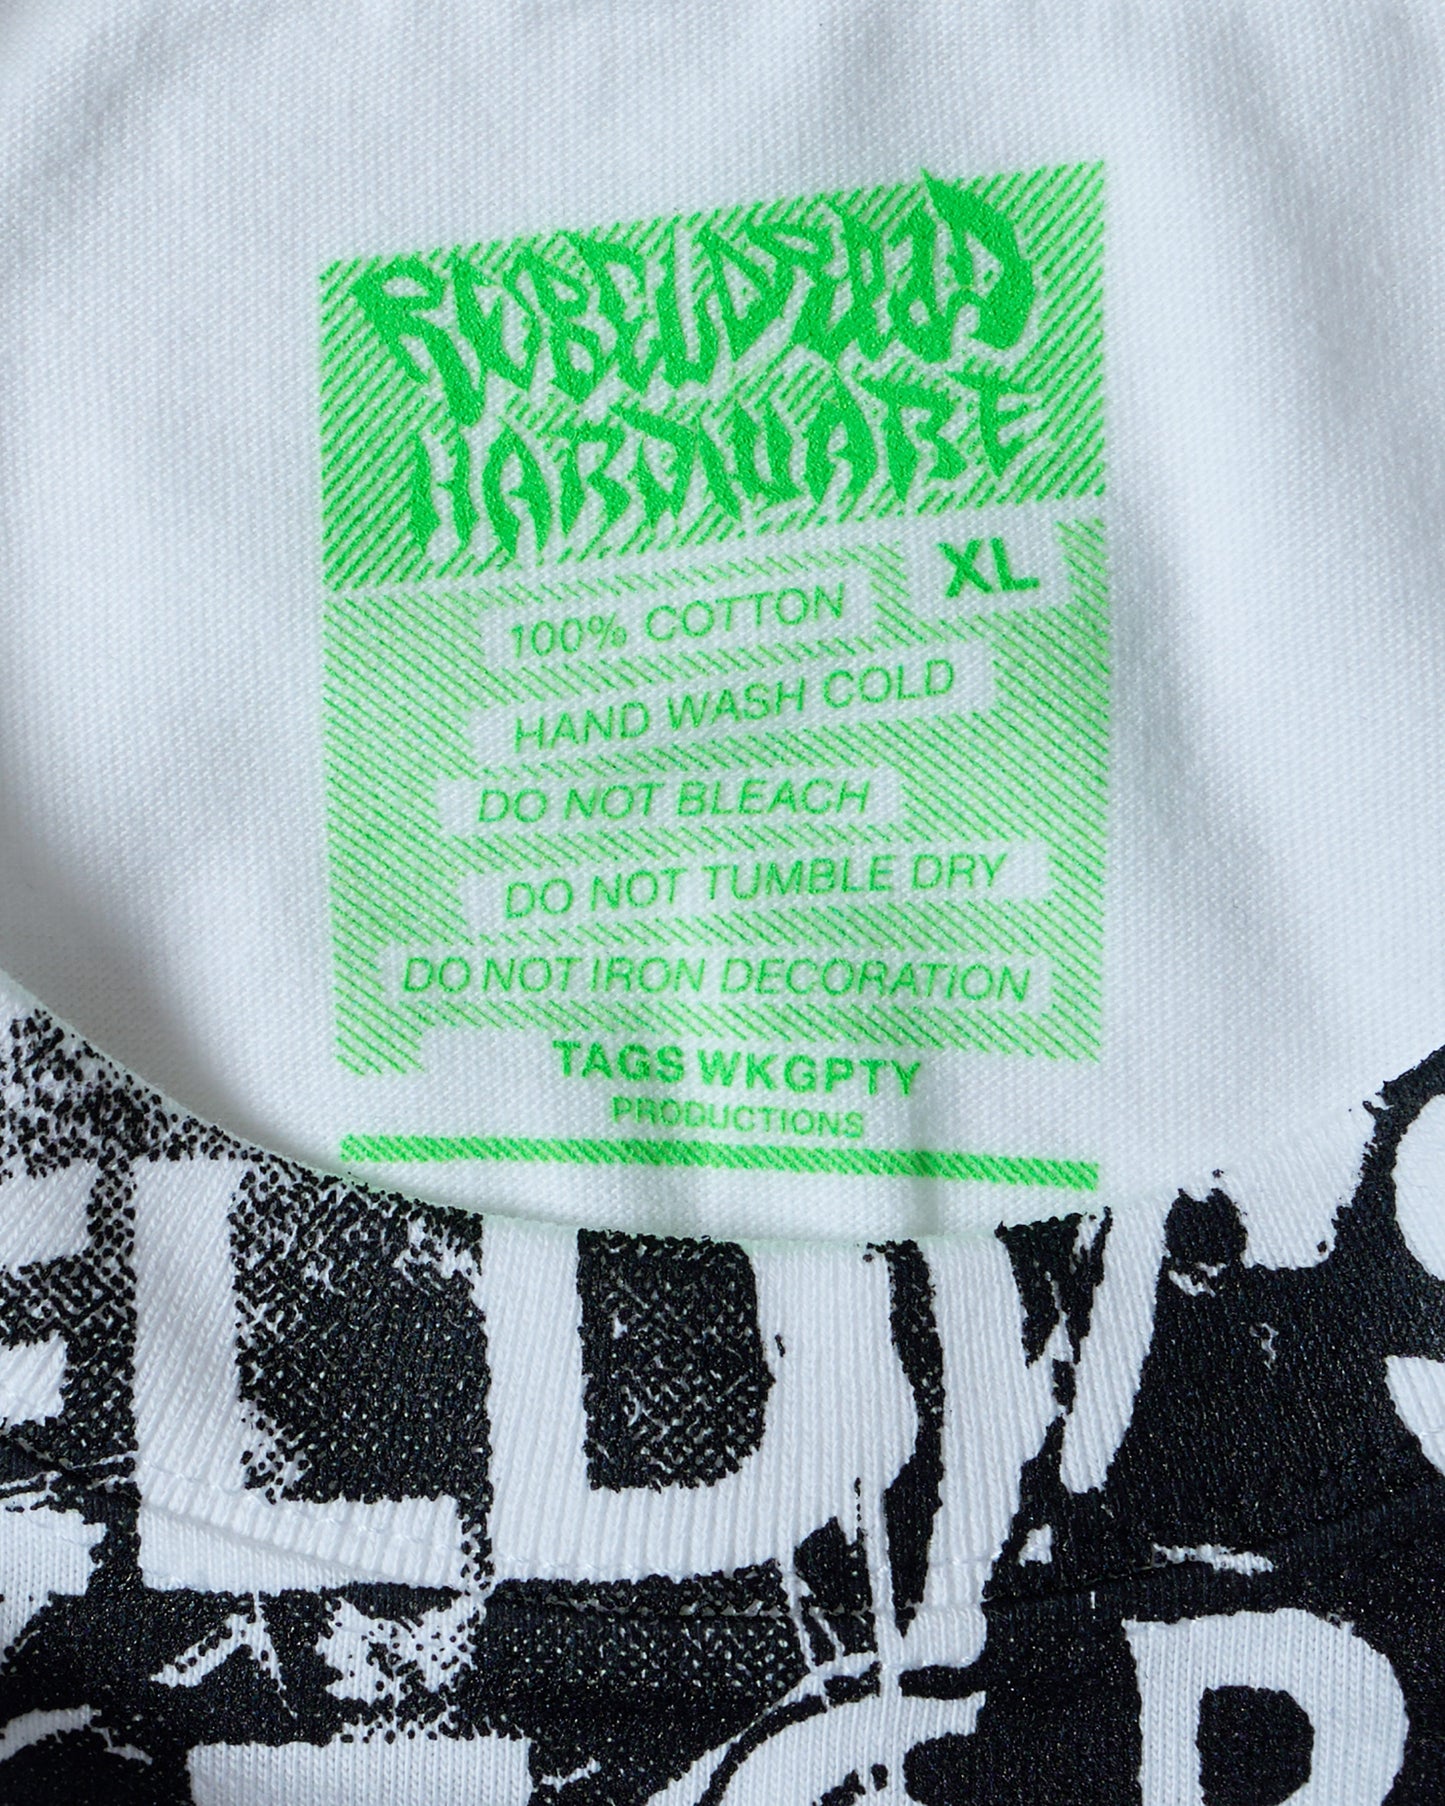 REBELDREAD
HARDWARE
XL
100% COTTON
HAND WASH COLD
DO NOT BLEACH
DO NOT TUMBLE DRY
DO NOT IRON DECORATION
TAGS WKGPTY
PRODUCTIONS